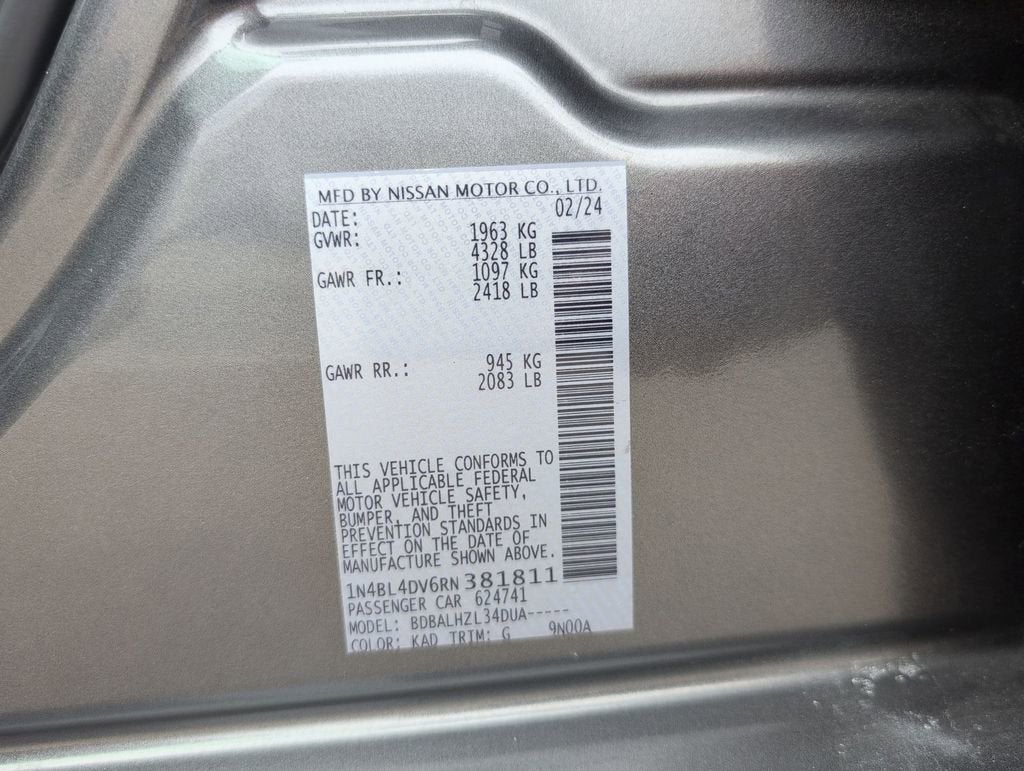 MFD BY NISSAN MOTOR CO., LTD.
DATE: 02/24
GVWR: 1963 KG
4328 LB
GAWR FR.: 1097 KG
2418 LB
GAWR RR.: 945 KG
2083 LB
THIS VEHICLE CONFORMS TO
ALL APPLICABLE FEDERAL
MOTOR VEHICLE SAFETY,
BUMPER, AND THEFT
PREVENTION STANDARDS IN
EFFECT ON THE DATE OF
MANUFACTURE SHOWN ABOVE.
1N4BL4DV6RN381811
PASSENGER CAR 624741
MODEL: BDBALHZL34DUA-----
COLOR: KAD TRIM: G 9N00A